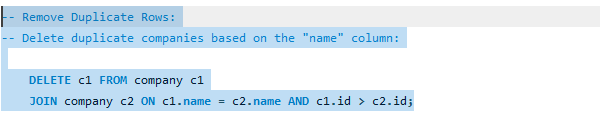 -- Remove Duplicate Rows:
-- Delete duplicate companies based on the "name" column:
DELETE c1 FROM company c1
JOIN company c2 ON c1.name = c2.name AND c1.id > c2.id;